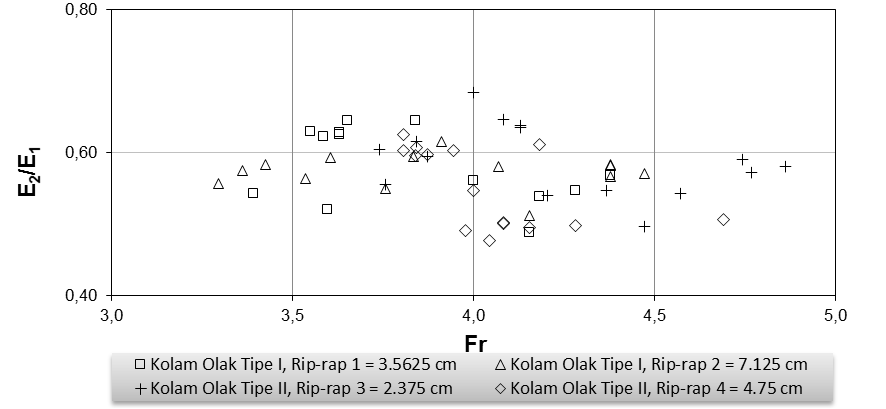 0,80
0,60
0,40
E2/E1
3,0 3,5 4,0 4,5 5,0
Fr
Kolam Olak Tipe I, Rip-rap 1 = 3.5625 cm Kolam Olak Tipe I, Rip-rap 2 = 7.125 cm
Kolam Olak Tipe II, Rip-rap 3 = 2.375 cm Kolam Olak Tipe II, Rip-rap 4 = 4.75 cm